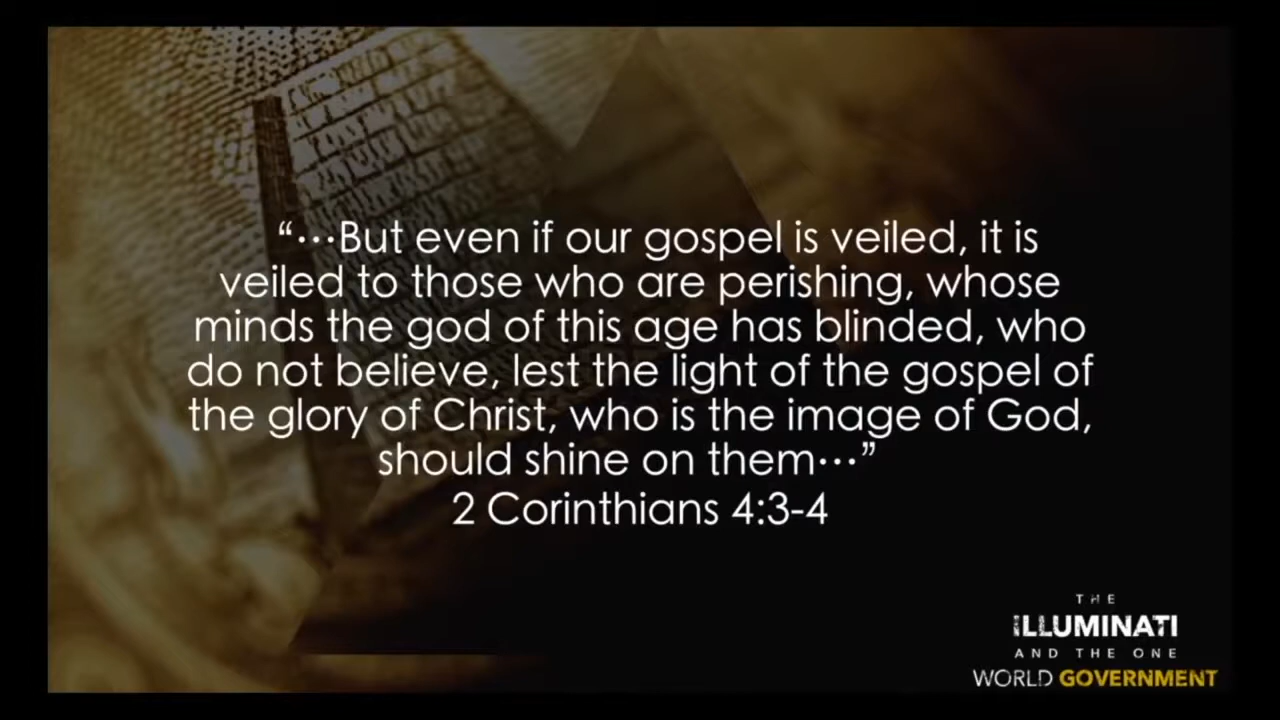 “…But even if our gospel is veiled, it is
veiled to those who are perishing, whose
minds the god of this age has blinded, who
do not believe, lest the light of the gospel of
the glory of Christ, who is the image of God,
should shine on them…”
2 Corinthians 4:3-4
THE
ILLUMINATI
AND THE ONE
WORLD GOVERNMENT